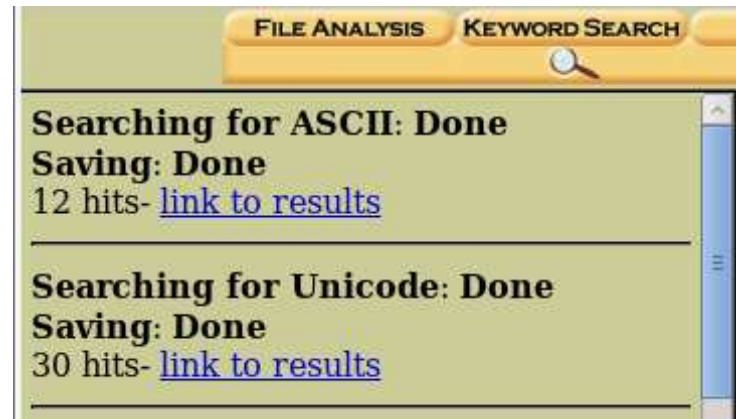 FILE ANALYSIS KEYWORD SEARCH
Searching for ASCII: Done
Saving: Done
12 hits- link to results
Searching for Unicode: Done
Saving: Done
30 hits- link to results